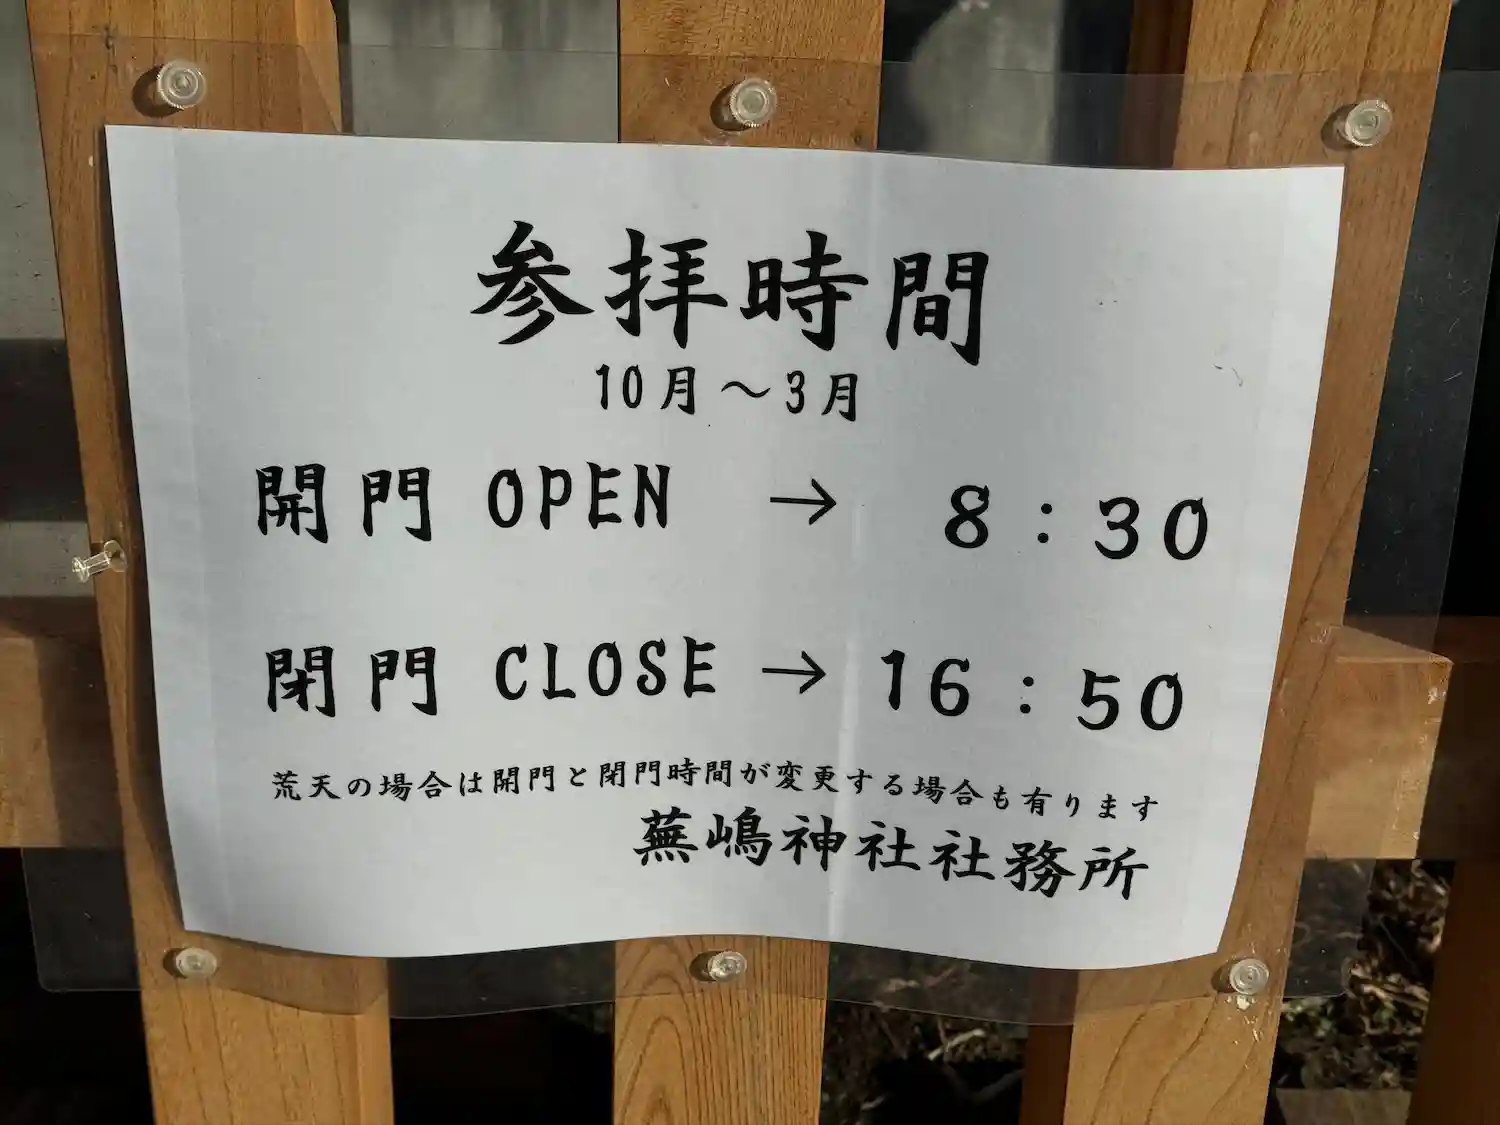 参拝時間
10月～3月
開門 OPEN → 8：30
閉門 CLOSE → 16：50
荒天の場合は開門と閉門時間が変更する場合も有ります
蕪嶋神社社務所